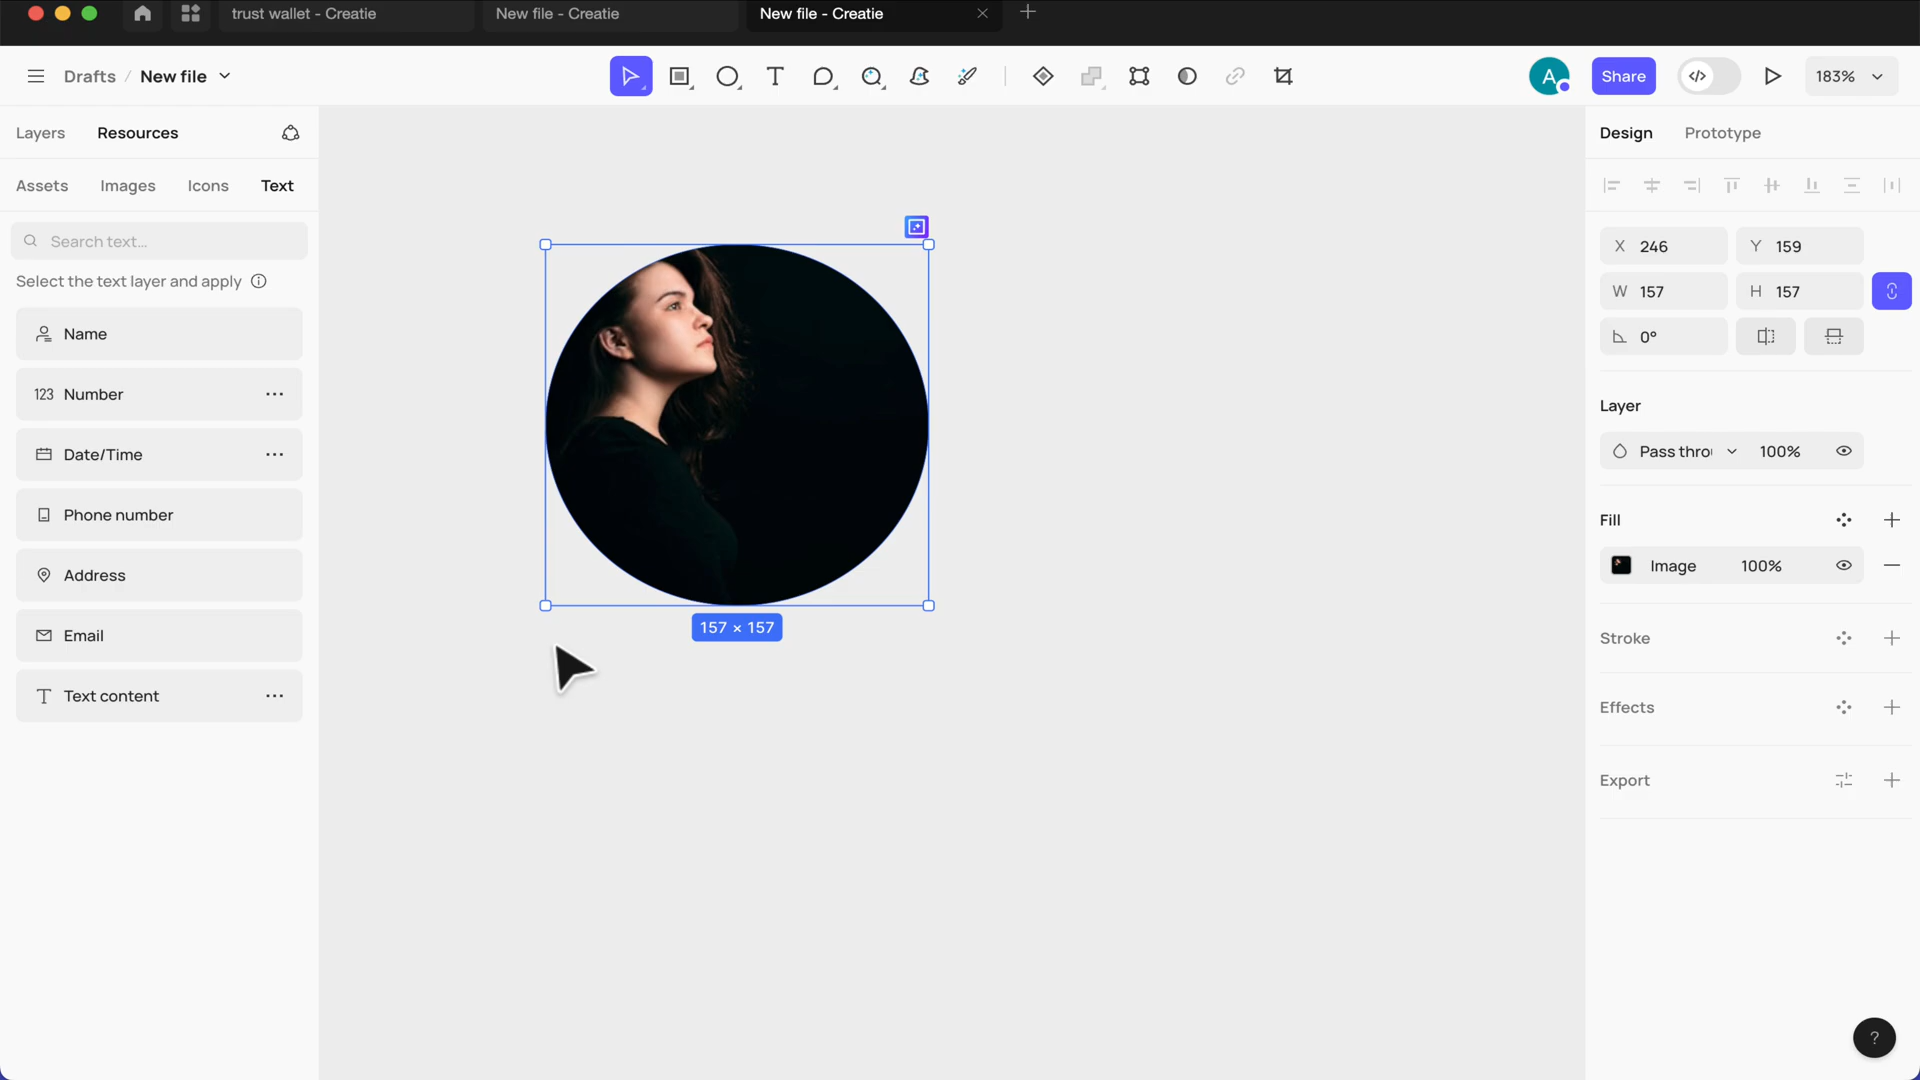 trust wallet - Creatie
New file - Creatie
New file - Creatie
Drafts / New file
A
Share
183%
Layers
Resources
Assets
Images
Icons
Text
Search text...
Select the text layer and apply
Name
123 Number
Date/Time
Phone number
Address
Email
Text content
157 × 157
Design
Prototype
X 246
Y 159
W 157
H 157
0°
Layer
Pass thro
100%
Fill
Image
100%
Stroke
Effects
Export
?